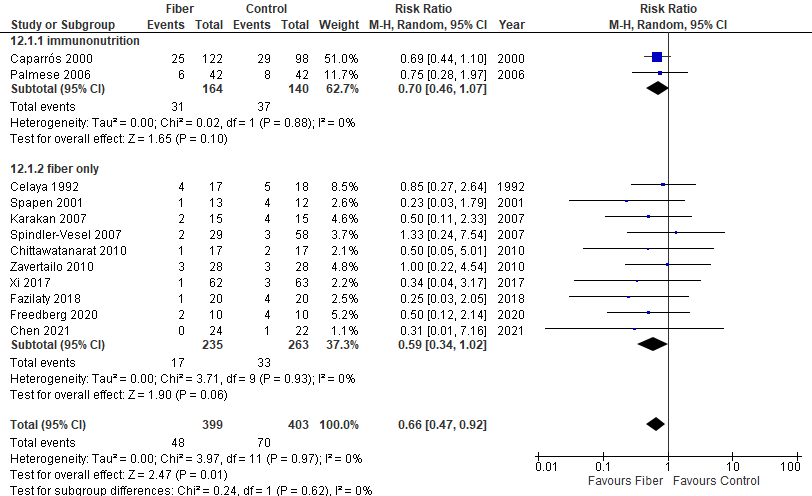 Fiber Control Risk Ratio Risk Ratio
Study or Subgroup Events Total Events Total Weight M-H, Random, 95% CI Year M-H, Random, 95% CI
12.1.1 immunonutrition
Caparrós 2000 25 122 29 98 51.0% 0.69 [0.44, 1.10] 2000
Palmese 2006 6 42 8 42 11.7% 0.75 [0.28, 1.97] 2006
Subtotal (95% CI) 164 140 62.7% 0.70 [0.46, 1.07]
Total events 31 37
Heterogeneity: Tau² = 0.00; Chi² = 0.02, df = 1 (P = 0.88); I² = 0%
Test for overall effect: Z = 1.65 (P = 0.10)
12.1.2 fiber only
Celaya 1992 4 17 5 18 8.5% 0.85 [0.27, 2.64] 1992
Spapen 2001 1 13 4 12 2.6% 0.23 [0.03, 1.79] 2001
Karakan 2007 2 15 4 15 4.5% 0.50 [0.11, 2.33] 2007
Spindler-Vesel 2007 2 29 3 58 3.6% 1.33 [0.24, 7.54] 2007
Chittawatanarat 2010 1 17 2 17 2.1% 0.50 [0.05, 5.01] 2010
Zavertailo 2010 3 28 3 28 4.8% 1.00 [0.22, 4.54] 2010
Xi 2017 1 62 3 63 2.2% 0.34 [0.04, 3.17] 2017
Fazilaty 2018 1 20 4 20 2.5% 0.25 [0.03, 2.05] 2018
Freedberg 2020 2 10 4 10 5.2% 0.50 [0.12, 2.14] 2020
Chen 2021 0 24 1 22 1.1% 0.31 [0.01, 7.16] 2021
Subtotal (95% CI) 235 263 37.3% 0.59 [0.34, 1.02]
Total events 17 33
Heterogeneity: Tau² = 0.00; Chi² = 3.71, df = 9 (P = 0.93); I² = 0%
Test for overall effect: Z = 1.90 (P = 0.06)
Total (95% CI) 399 403 100.0% 0.66 [0.47, 0.92]
Total events 48 70
Heterogeneity: Tau² = 0.00; Chi² = 3.97, df = 11 (P = 0.97); I² = 0%
Test for overall effect: Z = 2.47 (P = 0.01)
Test for subgroup differences: Chi² = 0.24, df = 1 (P = 0.62), I² = 0%
0.01 0.1 1 10 100
Favours Fiber Favours Control